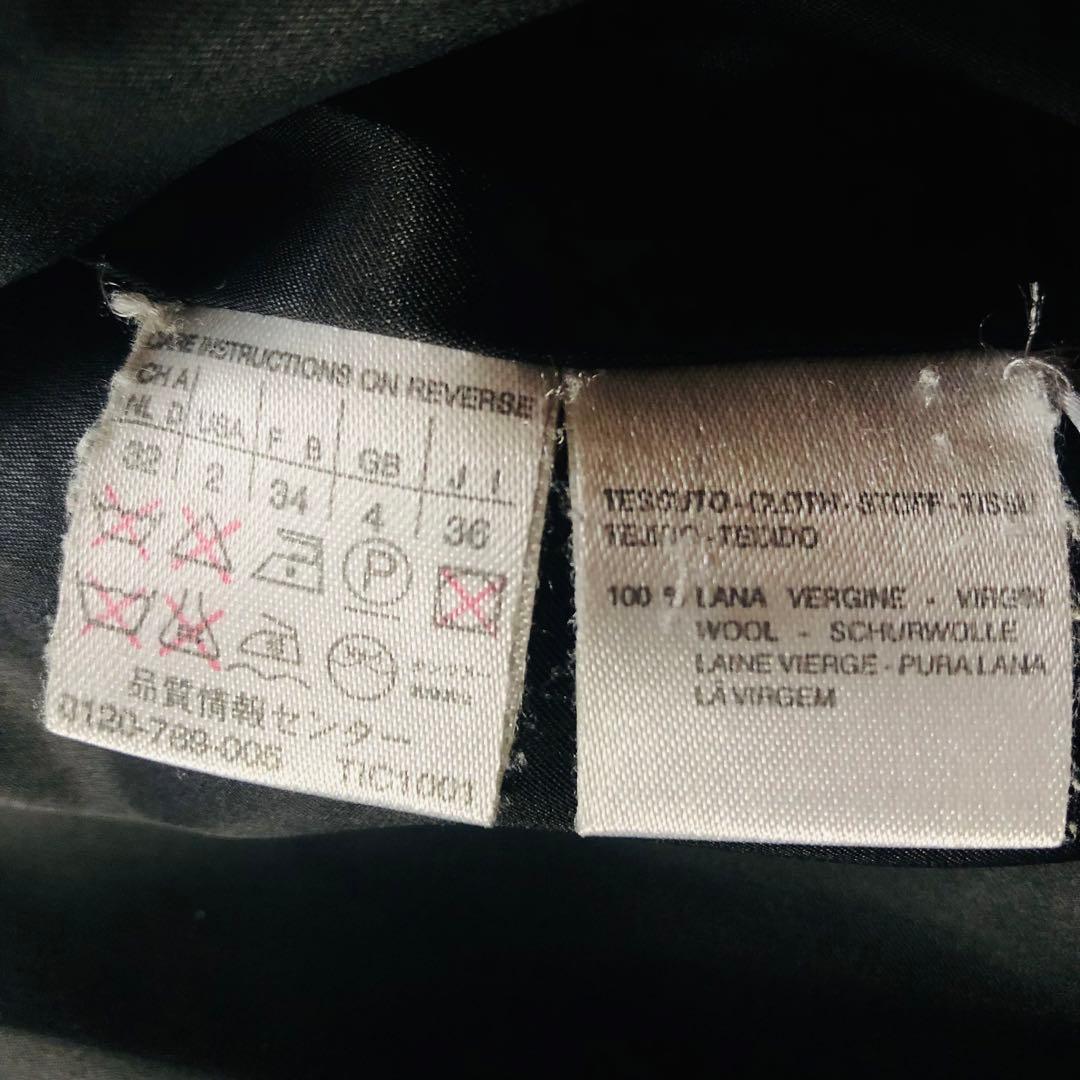 CARE INSTRUCTIONS ON REVERSE
CH A
NL D USA F B GB J I
32 2 34 4 36
P
品質情報センター
0120-789-005 TIC1001
TESSUTO-CLOTH-STOFF-TISSU
TEJIDO-TECIDO
100 % LANA VERGINE - VIRGIN
WOOL - SCHURWOLLE
LAINE VIERGE - PURA LANA
LÃ VIRGEM